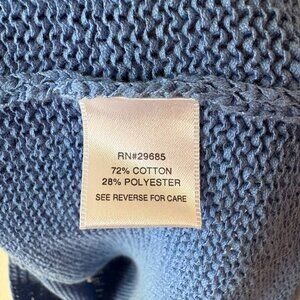 RN#29685
72% COTTON
28% POLYESTER
SEE REVERSE FOR CARE